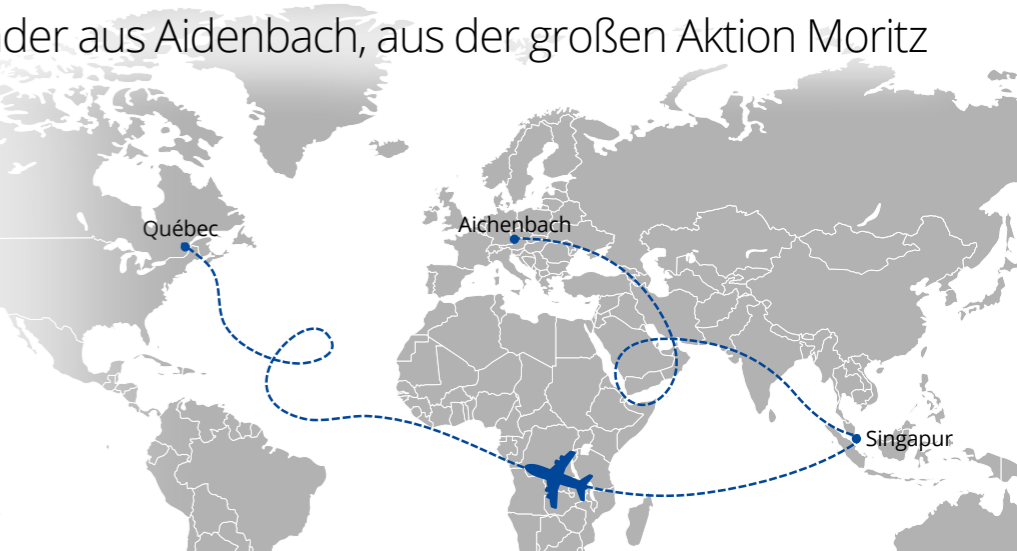 der aus Aidenbach, aus der großen Aktion Moritz
Québec
Aichenbach
Singapur